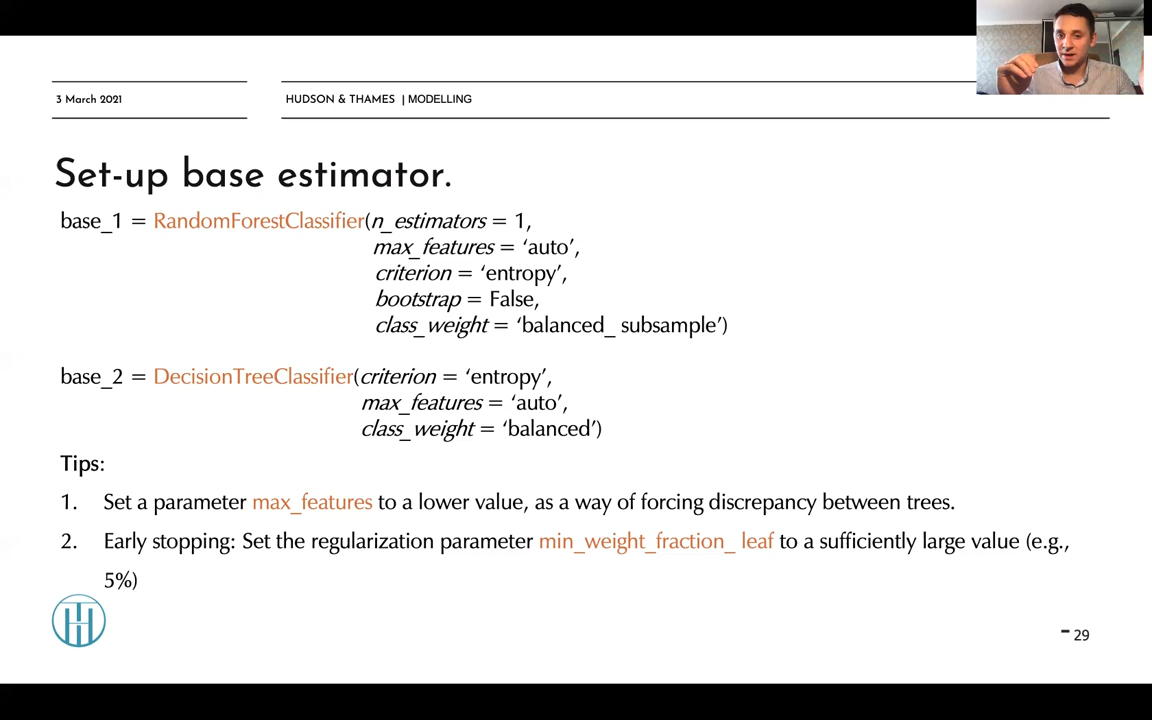 3 March 2021
HUDSON & THAMES | MODELLING
Set-up base estimator.
base_1 = RandomForestClassifier(n_estimators = 1,
max_features = ‘auto’,
criterion = ‘entropy’,
bootstrap = False,
class_weight = ‘balanced_ subsample’)
base_2 = DecisionTreeClassifier(criterion = ‘entropy’,
max_features = ‘auto’,
class_weight = ‘balanced’)
Tips:
1. Set a parameter max_features to a lower value, as a way of forcing discrepancy between trees.
2. Early stopping: Set the regularization parameter min_weight_fraction_ leaf to a sufficiently large value (e.g.,
5%)
29